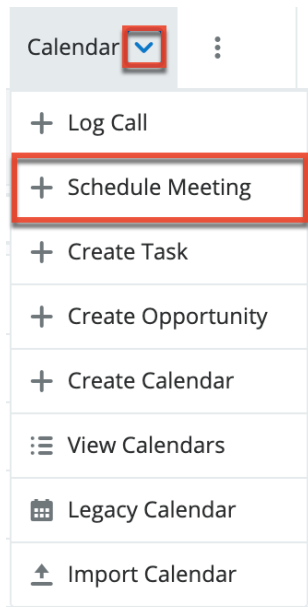 Calendar
Log Call
Schedule Meeting
Create Task
Create Opportunity
Create Calendar
View Calendars
Legacy Calendar
Import Calendar